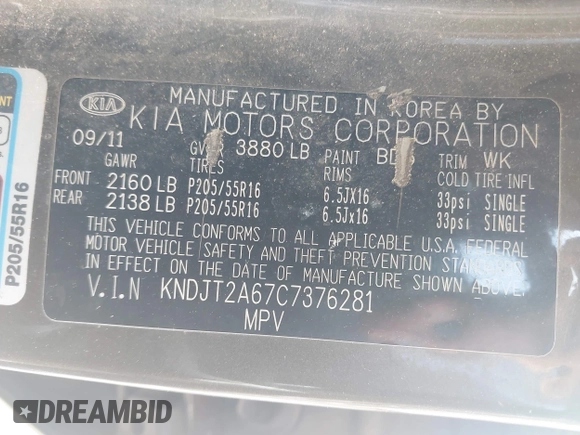 KIA
MANUFACTURED IN KOREA BY
KIA MOTORS CORPORATION
09/11 3880 LB PAINT TRIM WK
GAWR TIRES RIMS COLD TIRE INFL
FRONT 2160 LB P205/55R16 6.5JX16 33psi SINGLE
REAR 2138 LB P205/55R16 6.5Jx16 33psi SINGLE
THIS VEHICLE CONFORMS TO ALL APPLICABLE U.S.A. FEDERAL
MOTOR VEHICLE SAFETY AND THEFT PREVENTION
IN EFFECT ON THE DATE OF MANUFACTURE SHOWN ABOVE.
V.I.N KNDJT2A67C7376281
MPV
P205/55R16
DREAMBID